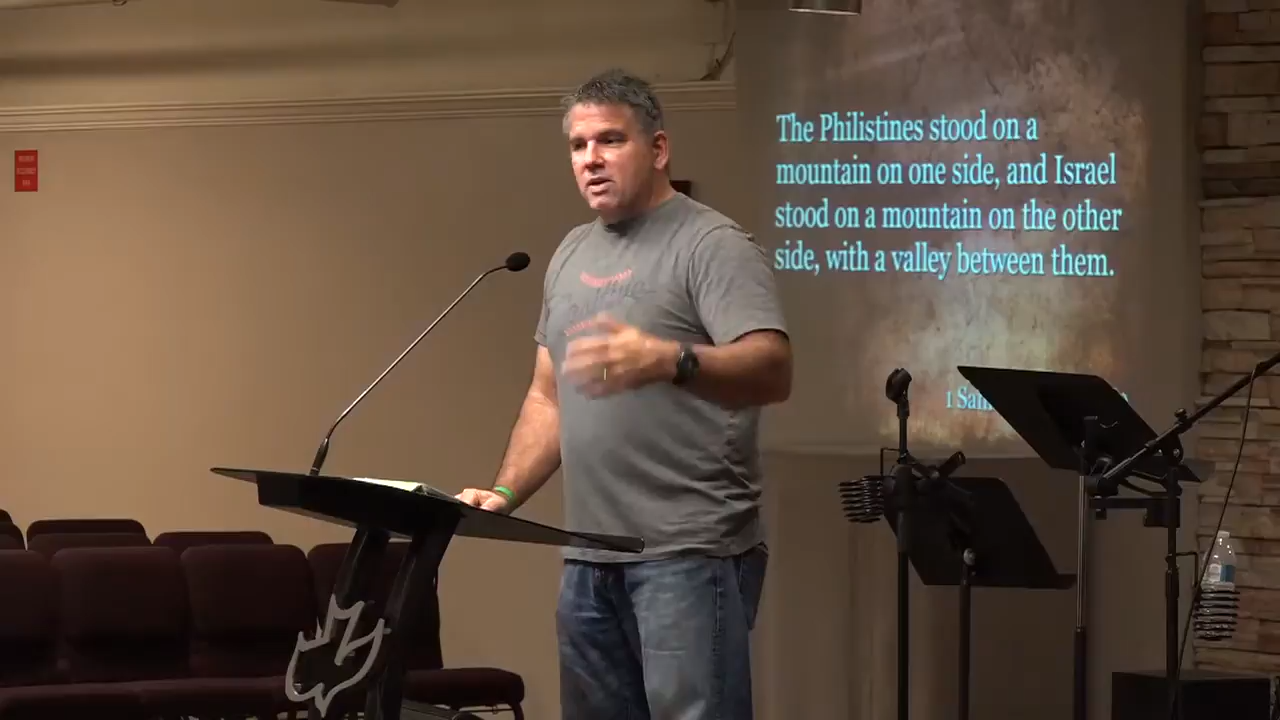 The Philistines stood on a
mountain on one side, and Israel
stood on a mountain on the other
side, with a valley between them.
1